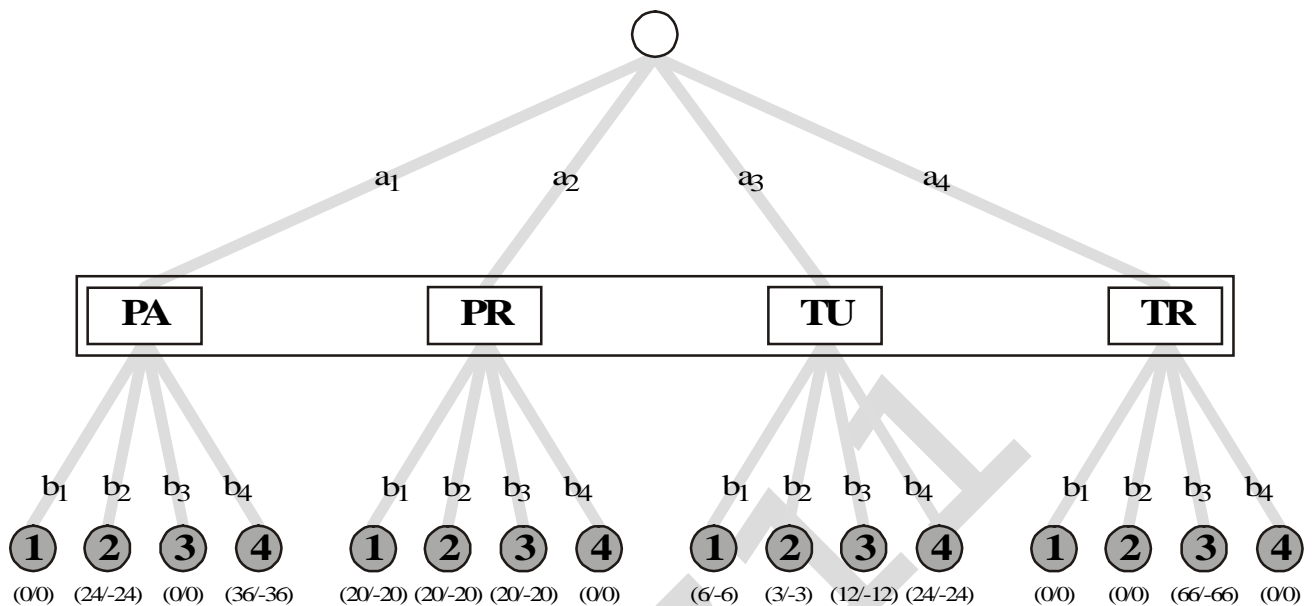 a1 a2 a3 a4
PA PR TU TR
b1 b2 b3 b4 b1 b2 b3 b4 b1 b2 b3 b4 b1 b2 b3 b4
1 2 3 4 1 2 3 4 1 2 3 4 1 2 3 4
(0/0) (24/-24) (0/0) (36/-36) (20/-20) (20/-20) (20/-20) (0/0) (6/-6) (3/-3) (12/-12) (24/-24) (0/0) (0/0) (66/-66) (0/0)